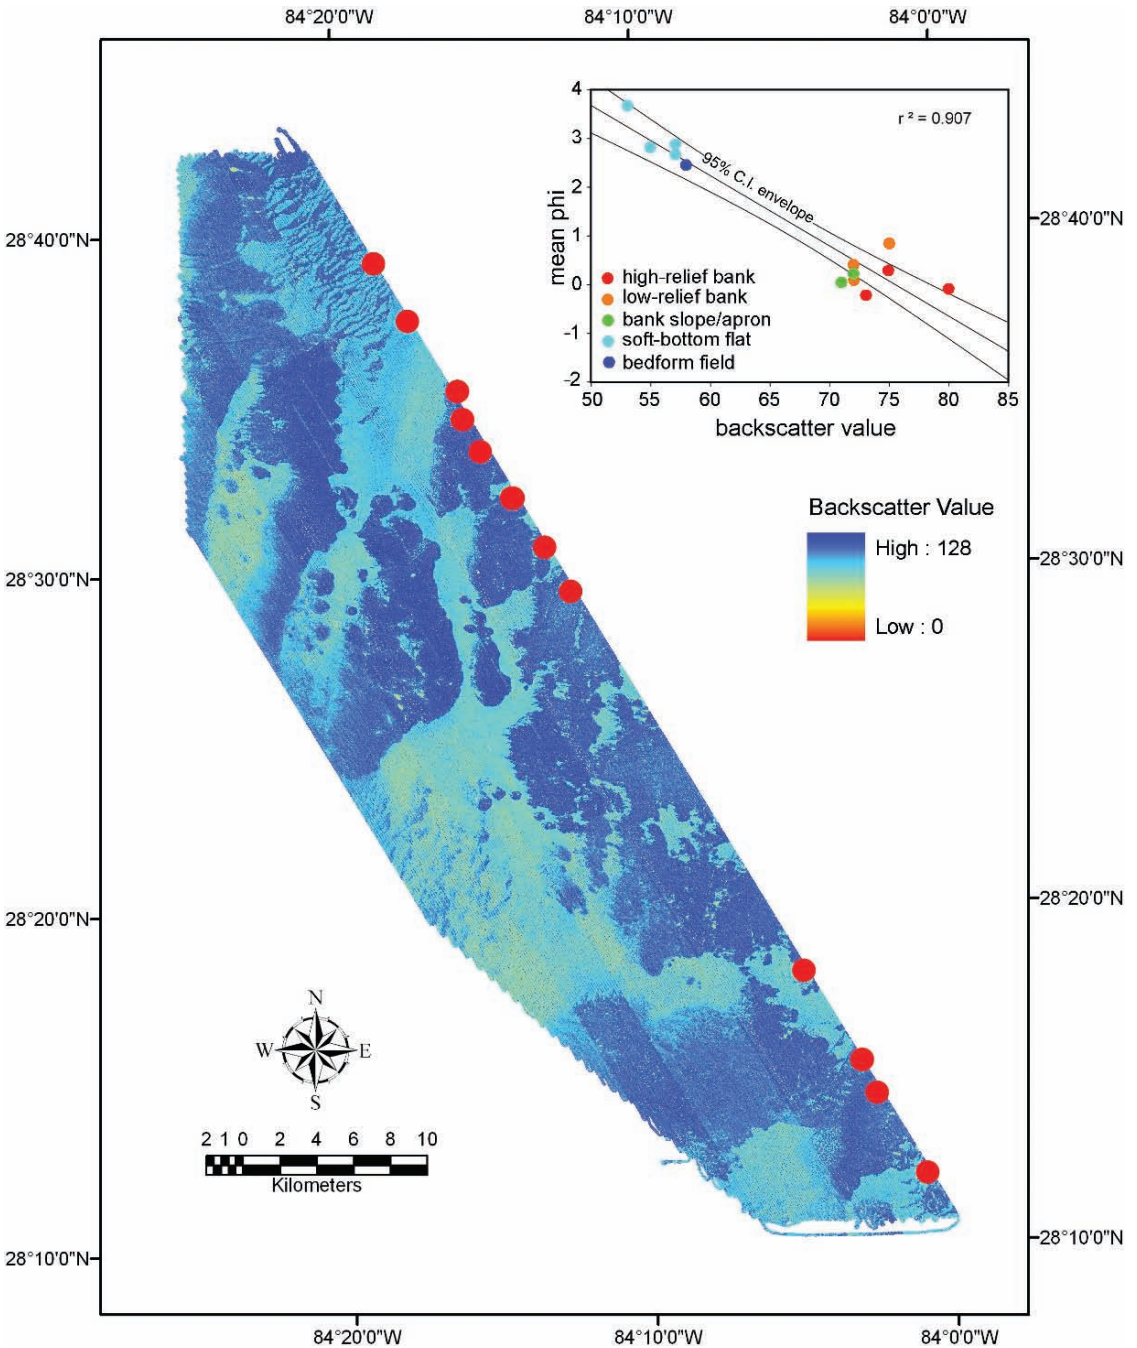 84°20'0"W 84°10'0"W 84°0'0"W
4
3
2
1
0
-1
-2
mean phi
r ² = 0.907
95% C.I. envelope
high-relief bank
low-relief bank
bank slope/apron
soft-bottom flat
bedform field
50 55 60 65 70 75 80 85
backscatter value
28°40'0"N
28°40'0"N
Backscatter Value
High : 128
Low : 0
28°30'0"N
28°30'0"N
28°20'0"N
28°20'0"N
N
W E
S
2 1 0 2 4 6 8 10
Kilometers
28°10'0"N
28°10'0"N
84°20'0"W 84°10'0"W 84°0'0"W